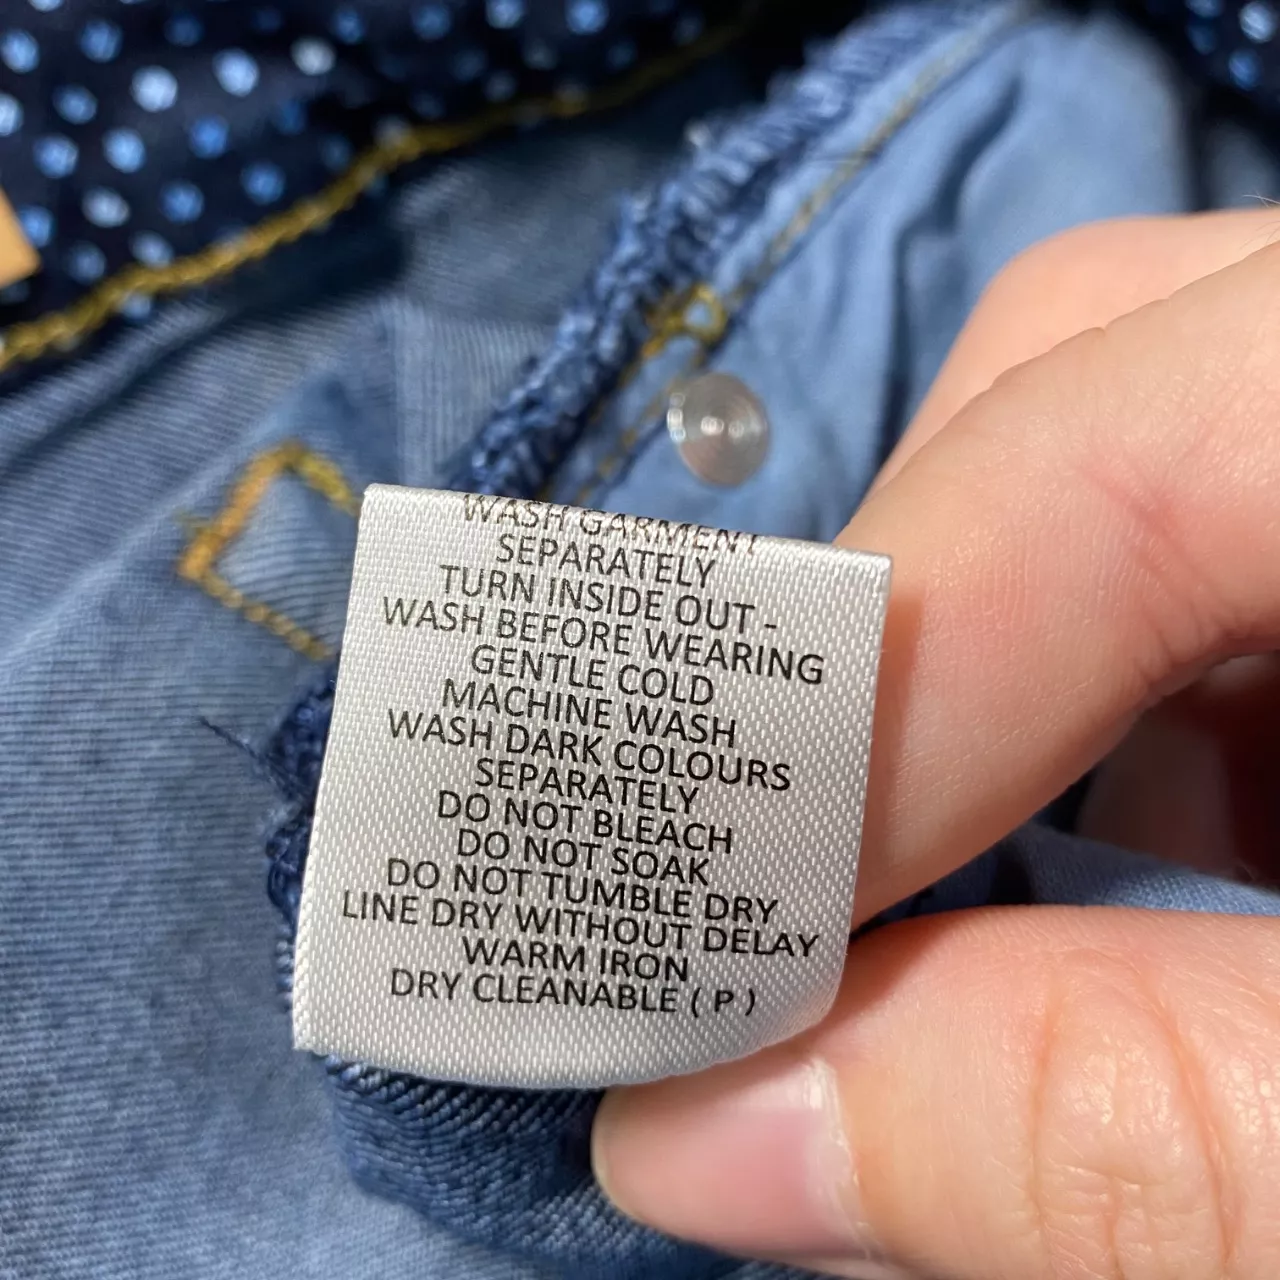 WASH GARMENT
SEPARATELY
TURN INSIDE OUT -
WASH BEFORE WEARING
GENTLE COLD
MACHINE WASH
WASH DARK COLOURS
SEPARATELY
DO NOT BLEACH
DO NOT SOAK
DO NOT TUMBLE DRY
LINE DRY WITHOUT DELAY
WARM IRON
DRY CLEANABLE ( P )